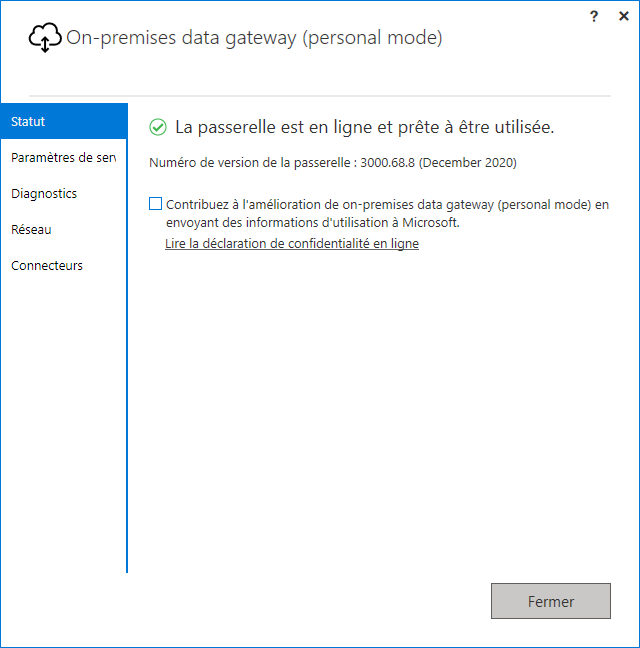 ? ×
On-premises data gateway (personal mode)
Statut
Paramètres de serv
Diagnostics
Réseau
Connecteurs
La passerelle est en ligne et prête à être utilisée.
Numéro de version de la passerelle : 3000.68.8 (December 2020)
Contribuez à l'amélioration de on-premises data gateway (personal mode) en
envoyant des informations d'utilisation à Microsoft.
Lire la déclaration de confidentialité en ligne
Fermer